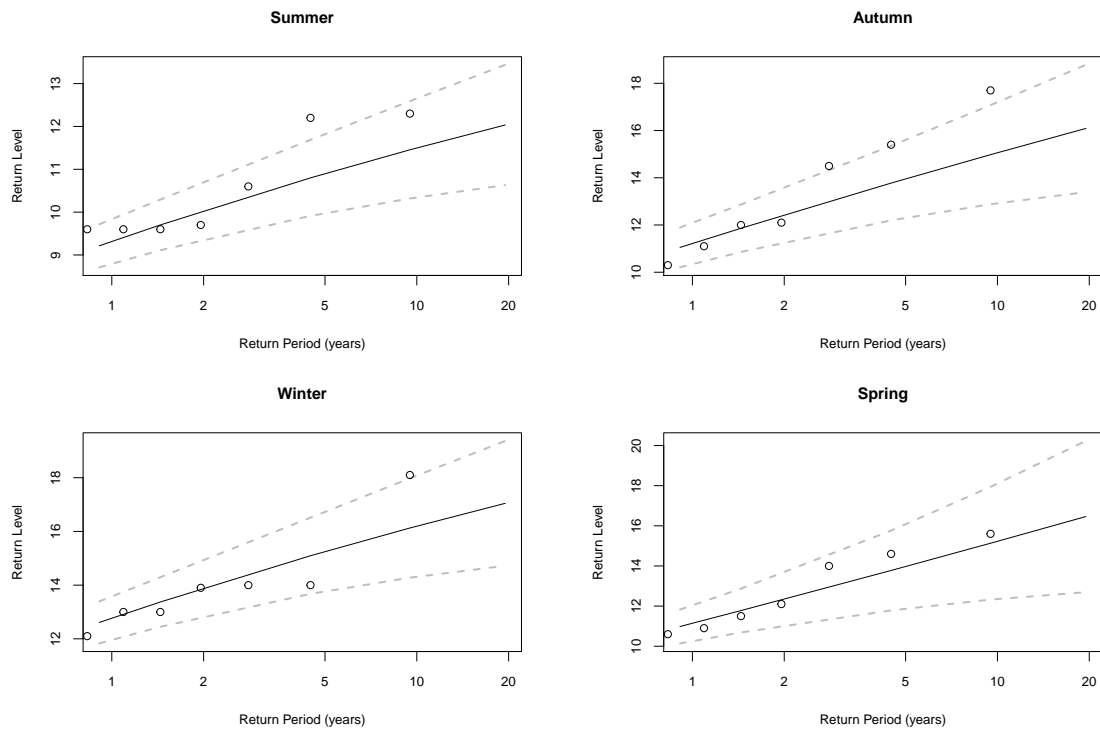 Summer
Return Level
13
12
11
10
9
1 2 5 10 20
Return Period (years)
Autumn
Return Level
18
16
14
12
10
1 2 5 10 20
Return Period (years)
Winter
Return Level
18
16
14
12
1 2 5 10 20
Return Period (years)
Spring
Return Level
20
18
16
14
12
10
1 2 5 10 20
Return Period (years)